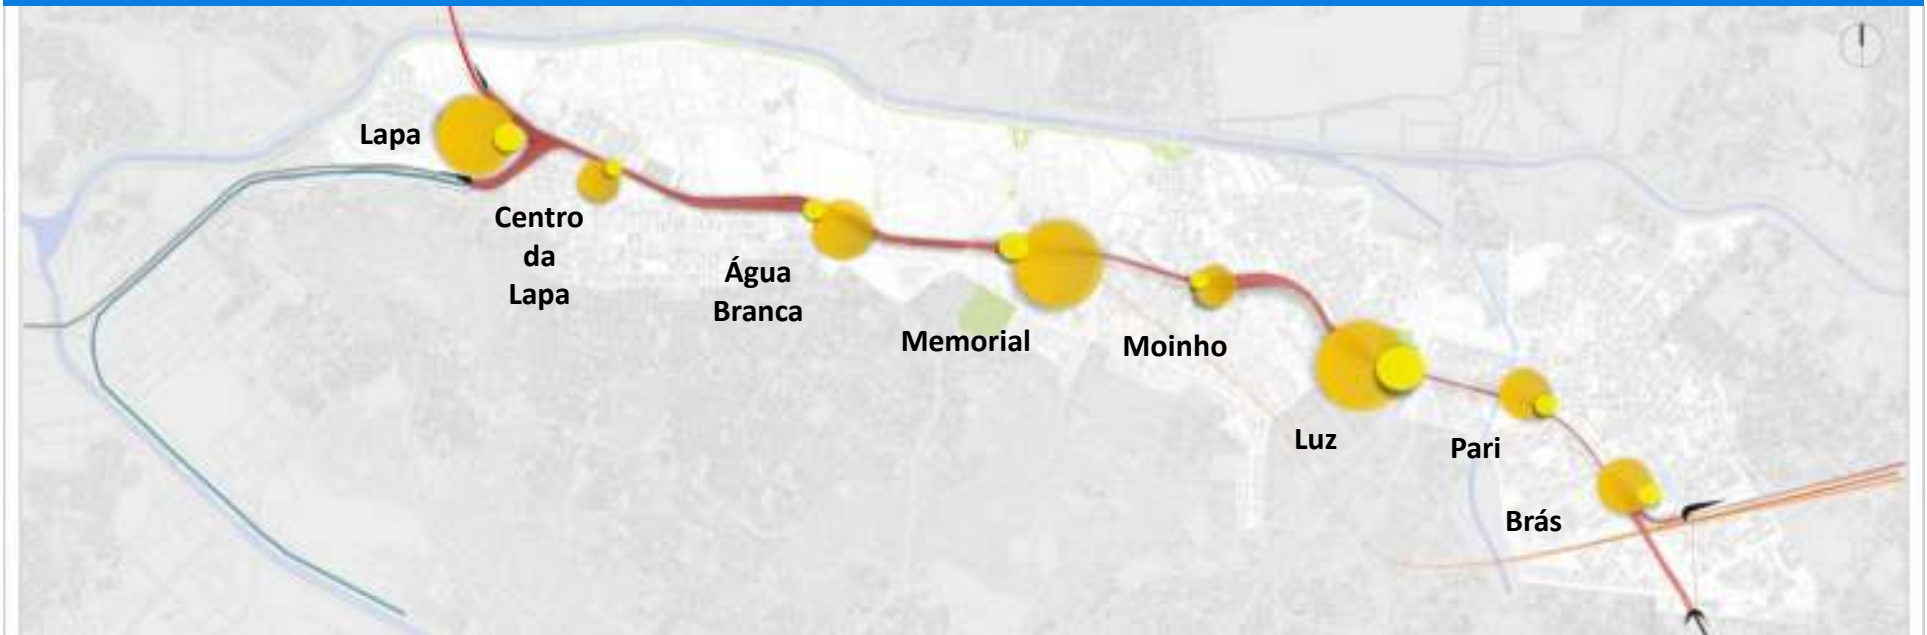 Lapa
Centro
da
Lapa
Água
Branca
Memorial
Moinho
Luz
Pari
Brás